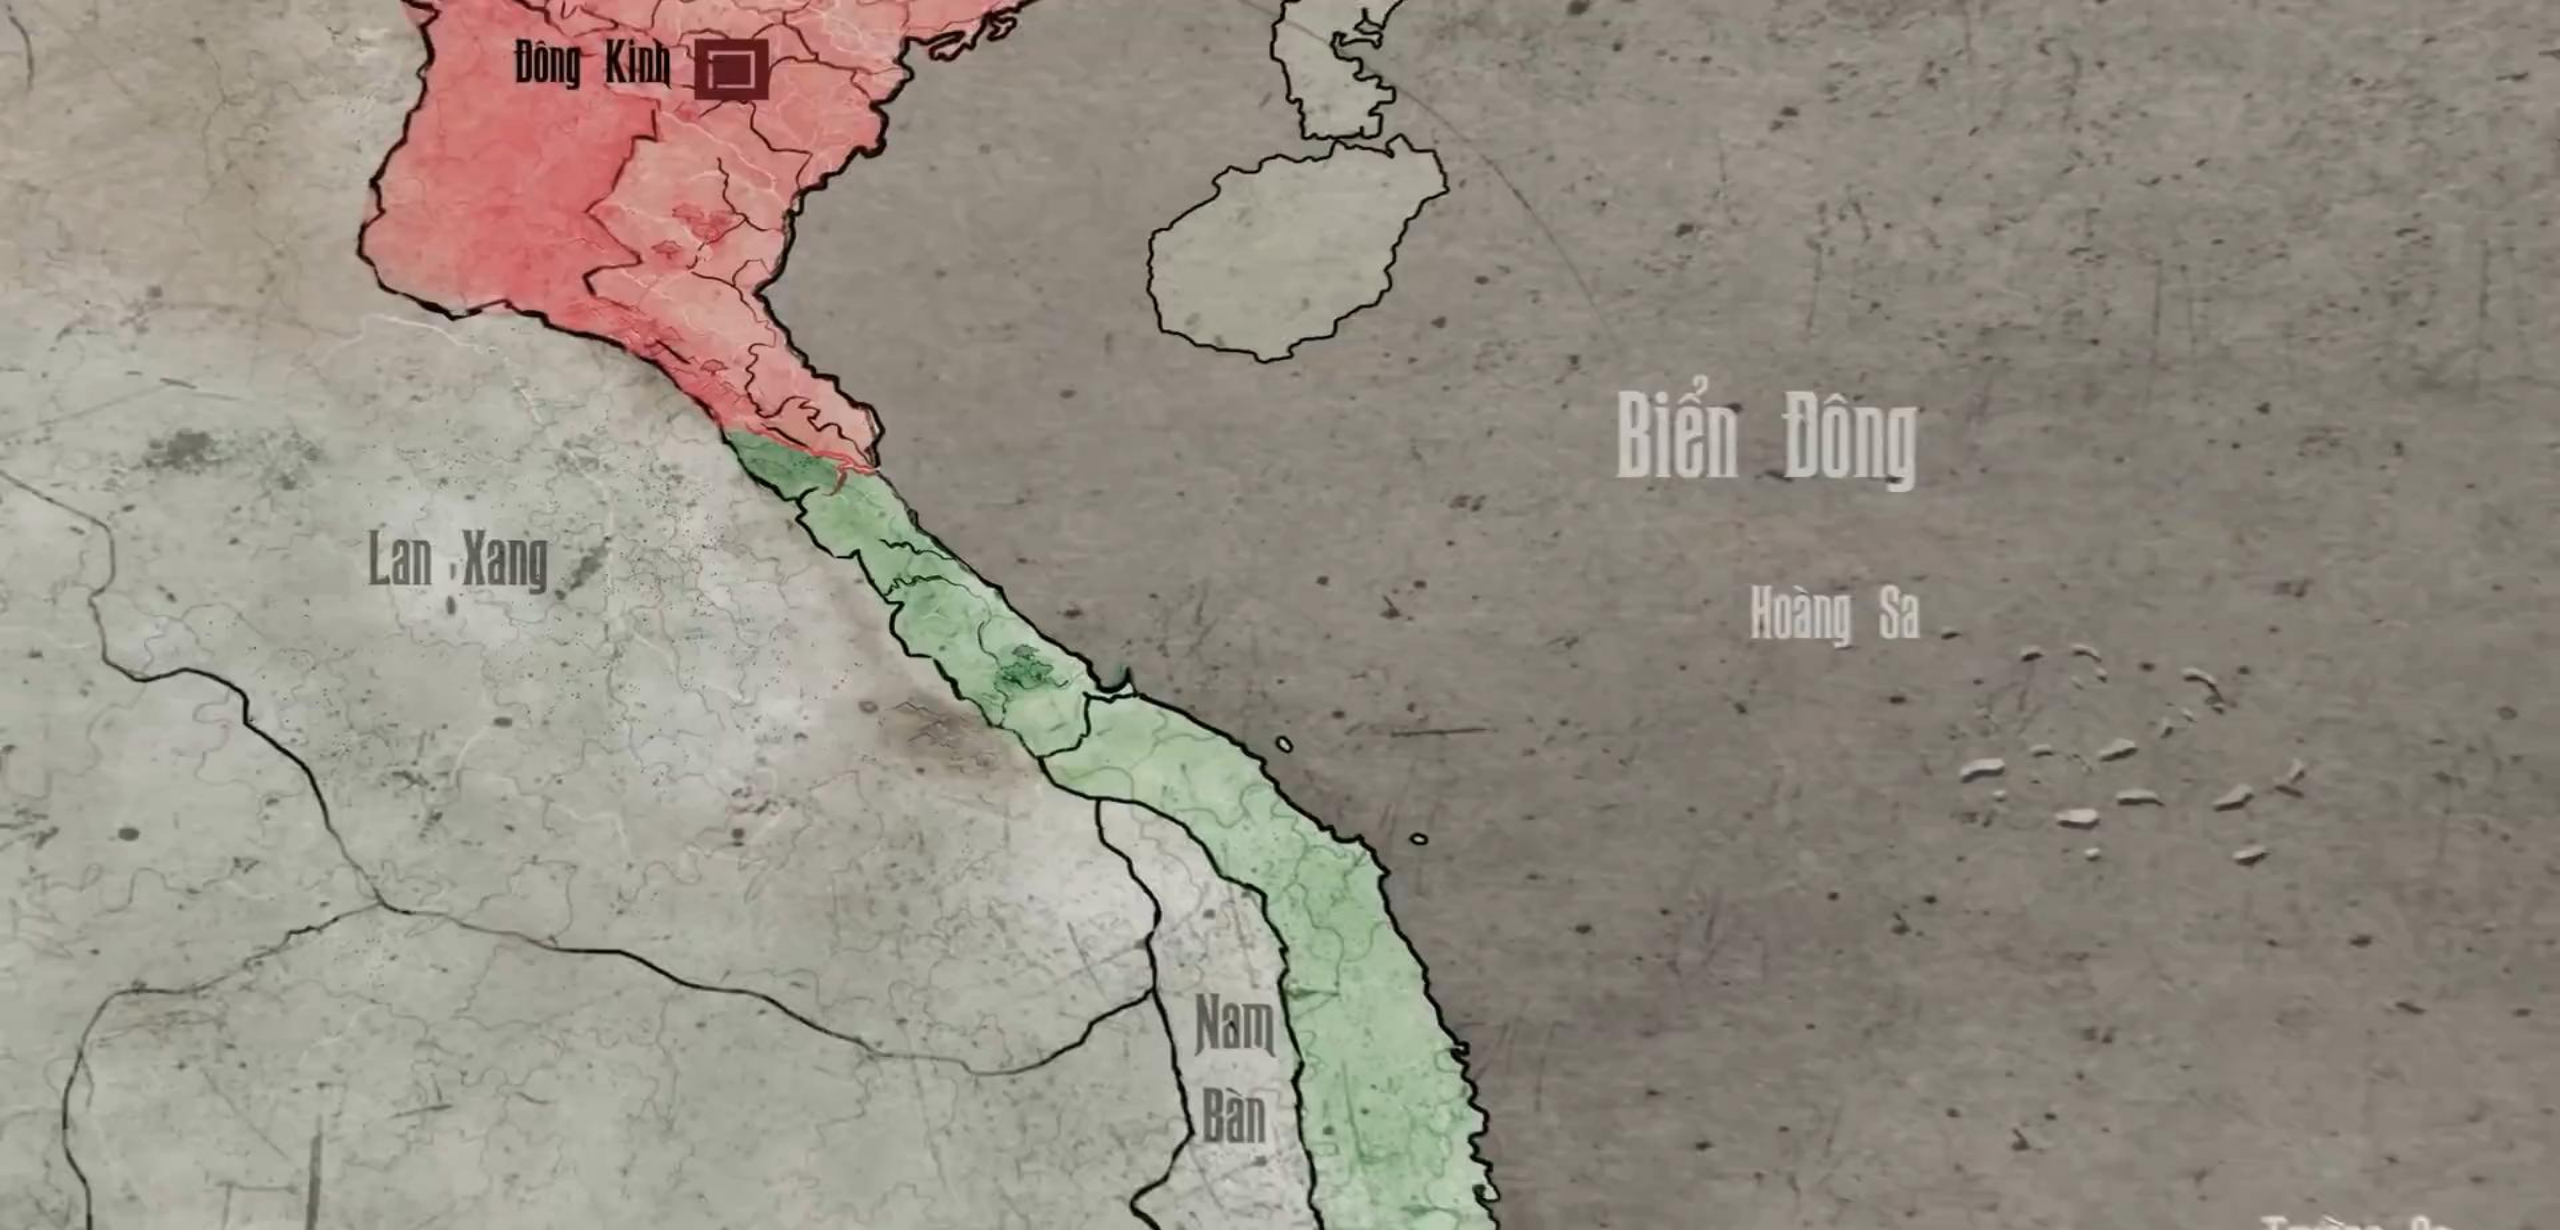 Đông Kinh
Biển Đông
Lan Xang
Hoàng Sa
Nam
Bàn